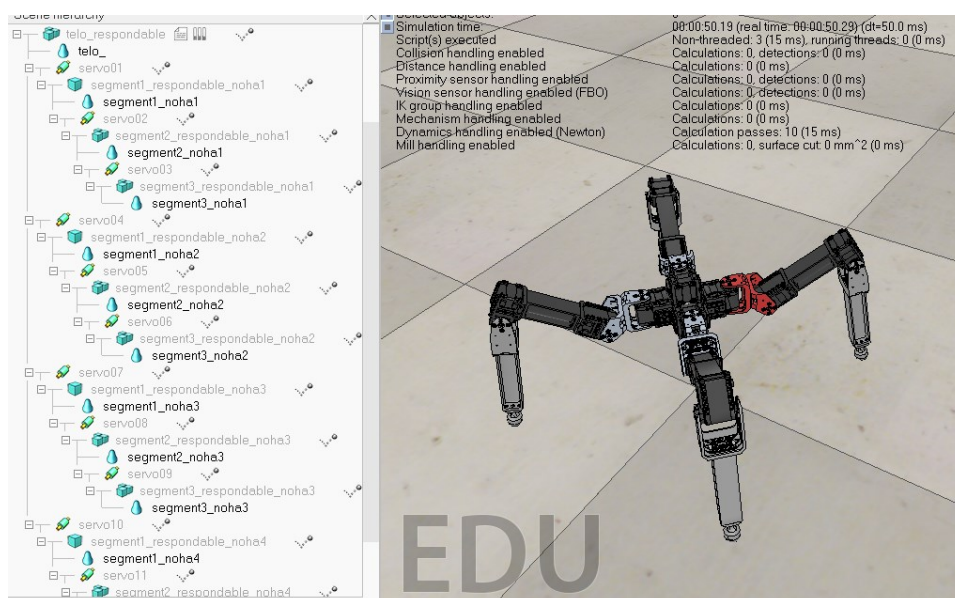 Scene hierarchy
telo_respondable
telo_
servo01
segment1_respondable_noha1
segment1_noha1
servo02
segment2_respondable_noha1
segment2_noha1
servo03
segment3_respondable_noha1
segment3_noha1
servo04
segment1_respondable_noha2
segment1_noha2
servo05
segment2_respondable_noha2
segment2_noha2
servo06
segment3_respondable_noha2
segment3_noha2
servo07
segment1_respondable_noha3
segment1_noha3
servo08
segment2_respondable_noha3
segment2_noha3
servo09
segment3_respondable_noha3
segment3_noha3
servo10
segment1_respondable_noha4
segment1_noha4
servo11
segment2_respondable_noha4
Selected objects: 0
Simulation time: 00:00:50.19 (real time: 00:00:50.29) (dt=50.0 ms)
Script(s) executed Non-threaded: 3 (15 ms), running threads: 0 (0 ms)
Collision handling enabled Calculations: 0, detections: 0 (0 ms)
Distance handling enabled Calculations: 0 (0 ms)
Proximity sensor handling enabled Calculations: 0, detections: 0 (0 ms)
Vision sensor handling enabled (FBO) Calculations: 0, detections: 0 (0 ms)
IK group handling enabled Calculations: 0 (0 ms)
Mechanism handling enabled Calculations: 0 (0 ms)
Dynamics handling enabled (Newton) Calculation passes: 10 (15 ms)
Mill handling enabled Calculations: 0, surface cut: 0 mm^2 (0 ms)
EDU